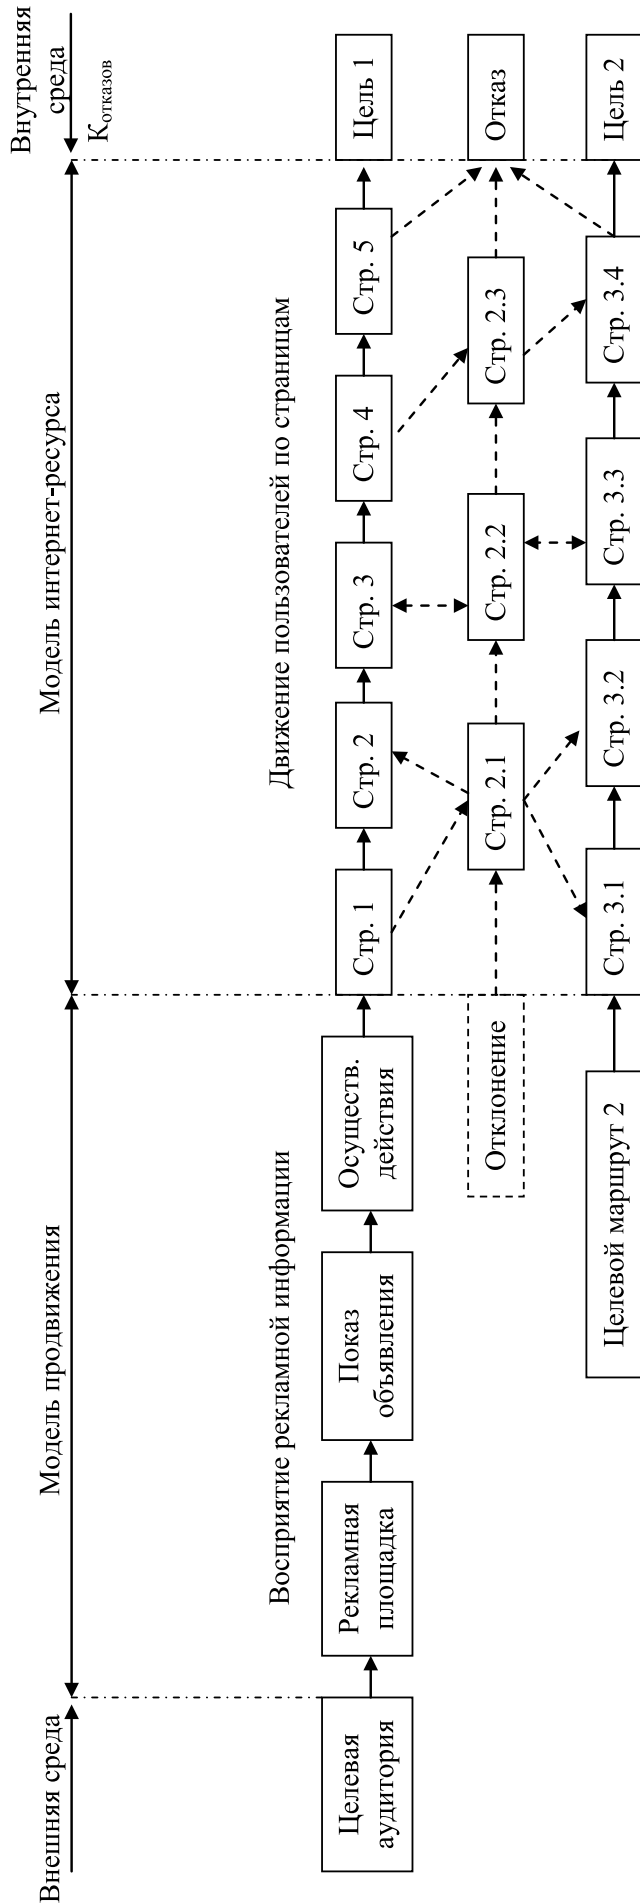 Внешняя среда
Модель продвижения
Модель интернет-ресурса
Внутренняя
среда
Kотказов
Восприятие рекламной информации
Движение пользователей по страницам
Целевая
аудитория
Рекламная
площадка
Показ
объявления
Осуществ.
действия
Стр. 1
Стр. 2
Стр. 3
Стр. 4
Стр. 5
Цель 1
Отклонение
Стр. 2.1
Стр. 2.2
Стр. 2.3
Отказ
Целевой маршрут 2
Стр. 3.1
Стр. 3.2
Стр. 3.3
Стр. 3.4
Цель 2